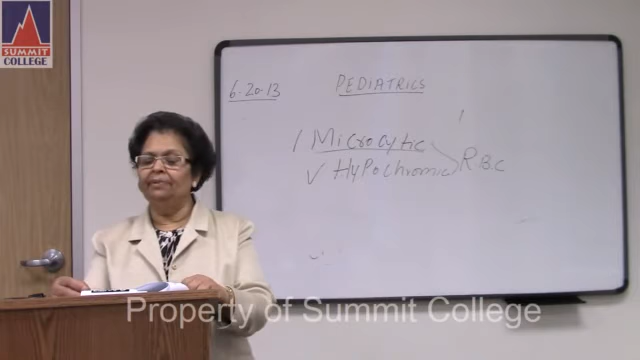 SUMMIT
COLLEGE
6-20-13
PEDIATRICS
Microcytic
✓ Hypochromic
RBC
Property of Summit College